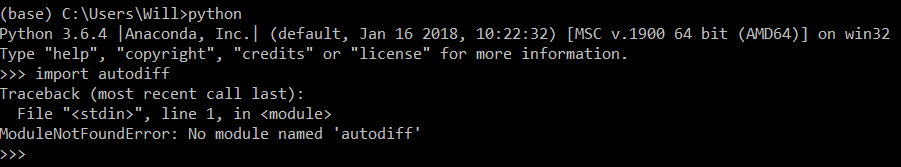 (base) C:\Users\Will>python
Python 3.6.4 |Anaconda, Inc.| (default, Jan 16 2018, 10:22:32) [MSC v.1900 64 bit (AMD64)] on win32
Type "help", "copyright", "credits" or "license" for more information.
>>> import autodiff
Traceback (most recent call last):
  File "<stdin>", line 1, in <module>
ModuleNotFoundError: No module named 'autodiff'
>>>